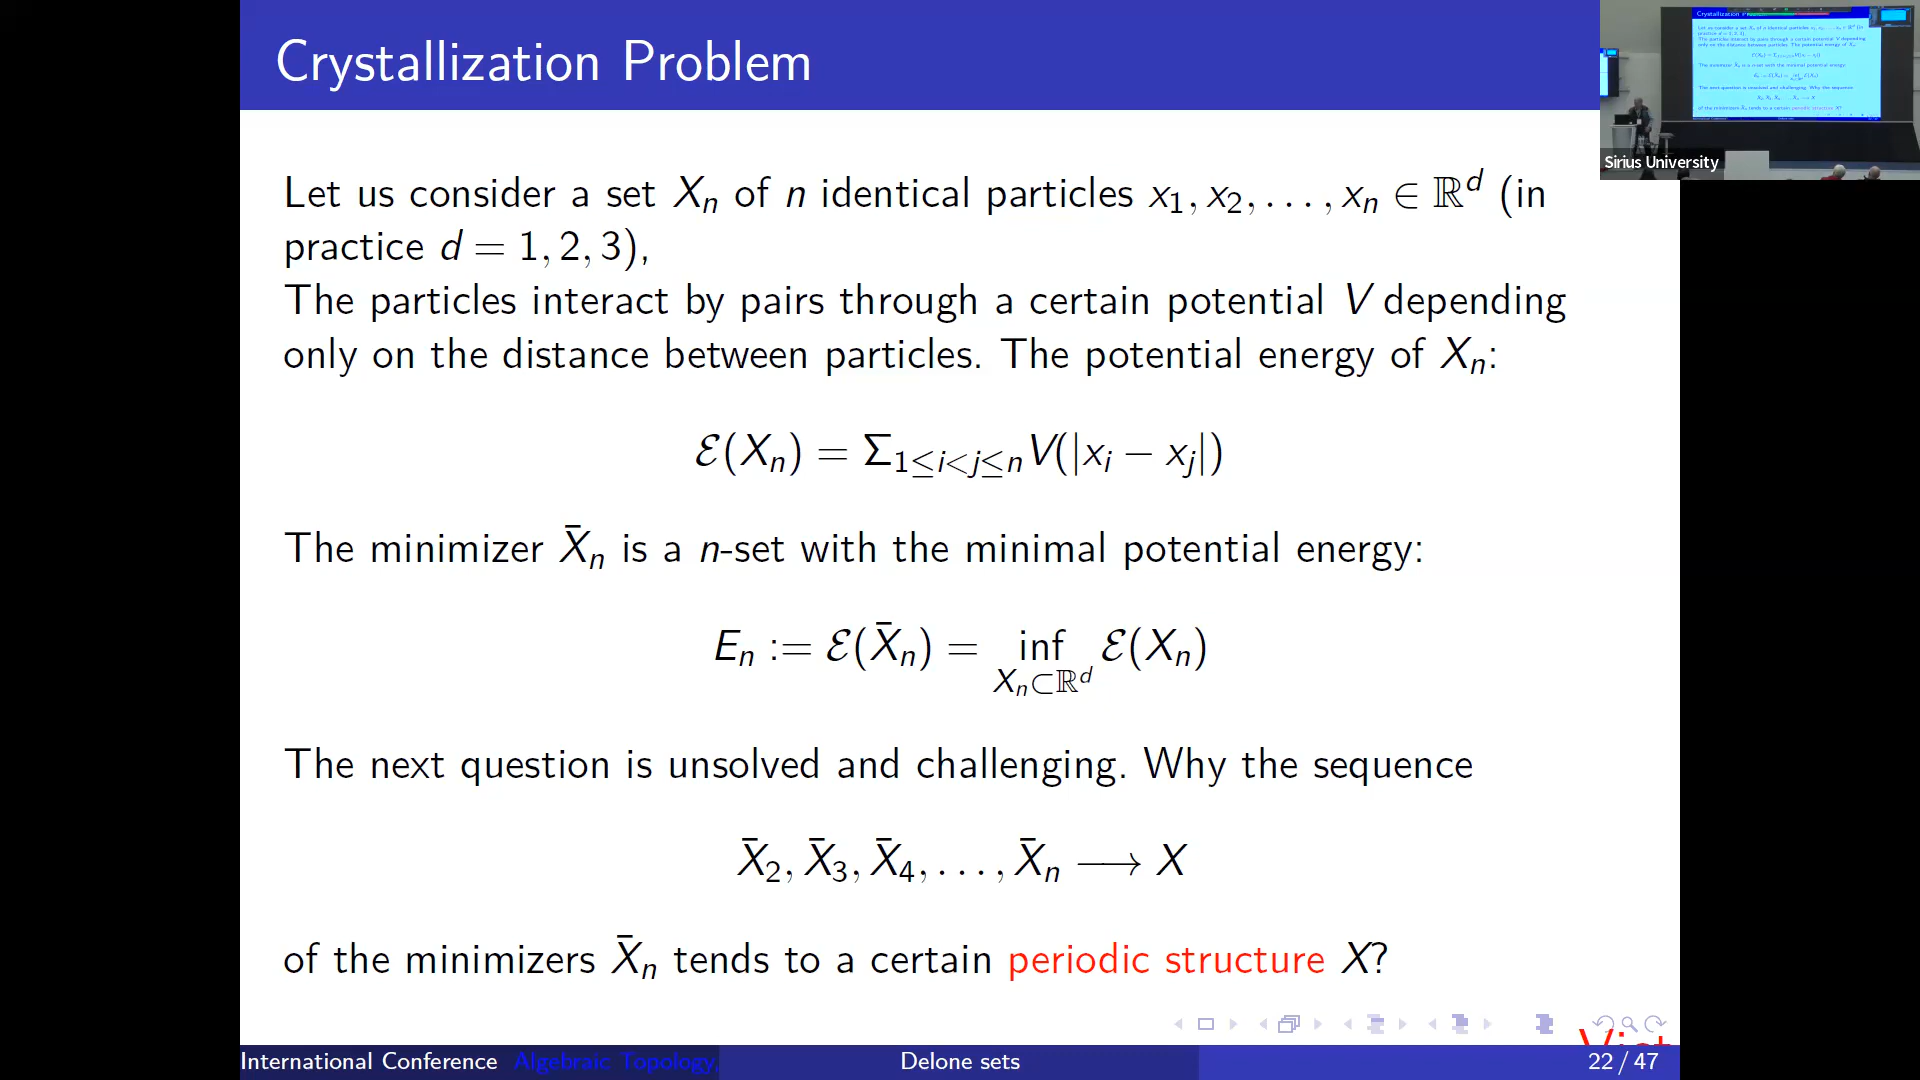 Crystallization Problem
Let us consider a set Xₙ of n identical particles x₁, x₂, . . . , xₙ ∈ ℝᵈ (in
practice d = 1, 2, 3),
The particles interact by pairs through a certain potential V depending
only on the distance between particles. The potential energy of Xₙ:
ℰ(Xₙ) = Σ_{1≤i<j≤n} V(|xᵢ − xⱼ|)
The minimizer X̄ₙ is a n-set with the minimal potential energy:
Eₙ := ℰ(X̄ₙ) = inf_{Xₙ⊂ℝᵈ} ℰ(Xₙ)
The next question is unsolved and challenging. Why the sequence
X̄₂, X̄₃, X̄₄, . . . , X̄ₙ ⟶ X
of the minimizers X̄ₙ tends to a certain periodic structure X?
International Conference Algebraic Topology,
Delone sets
22 / 47
Sirius University